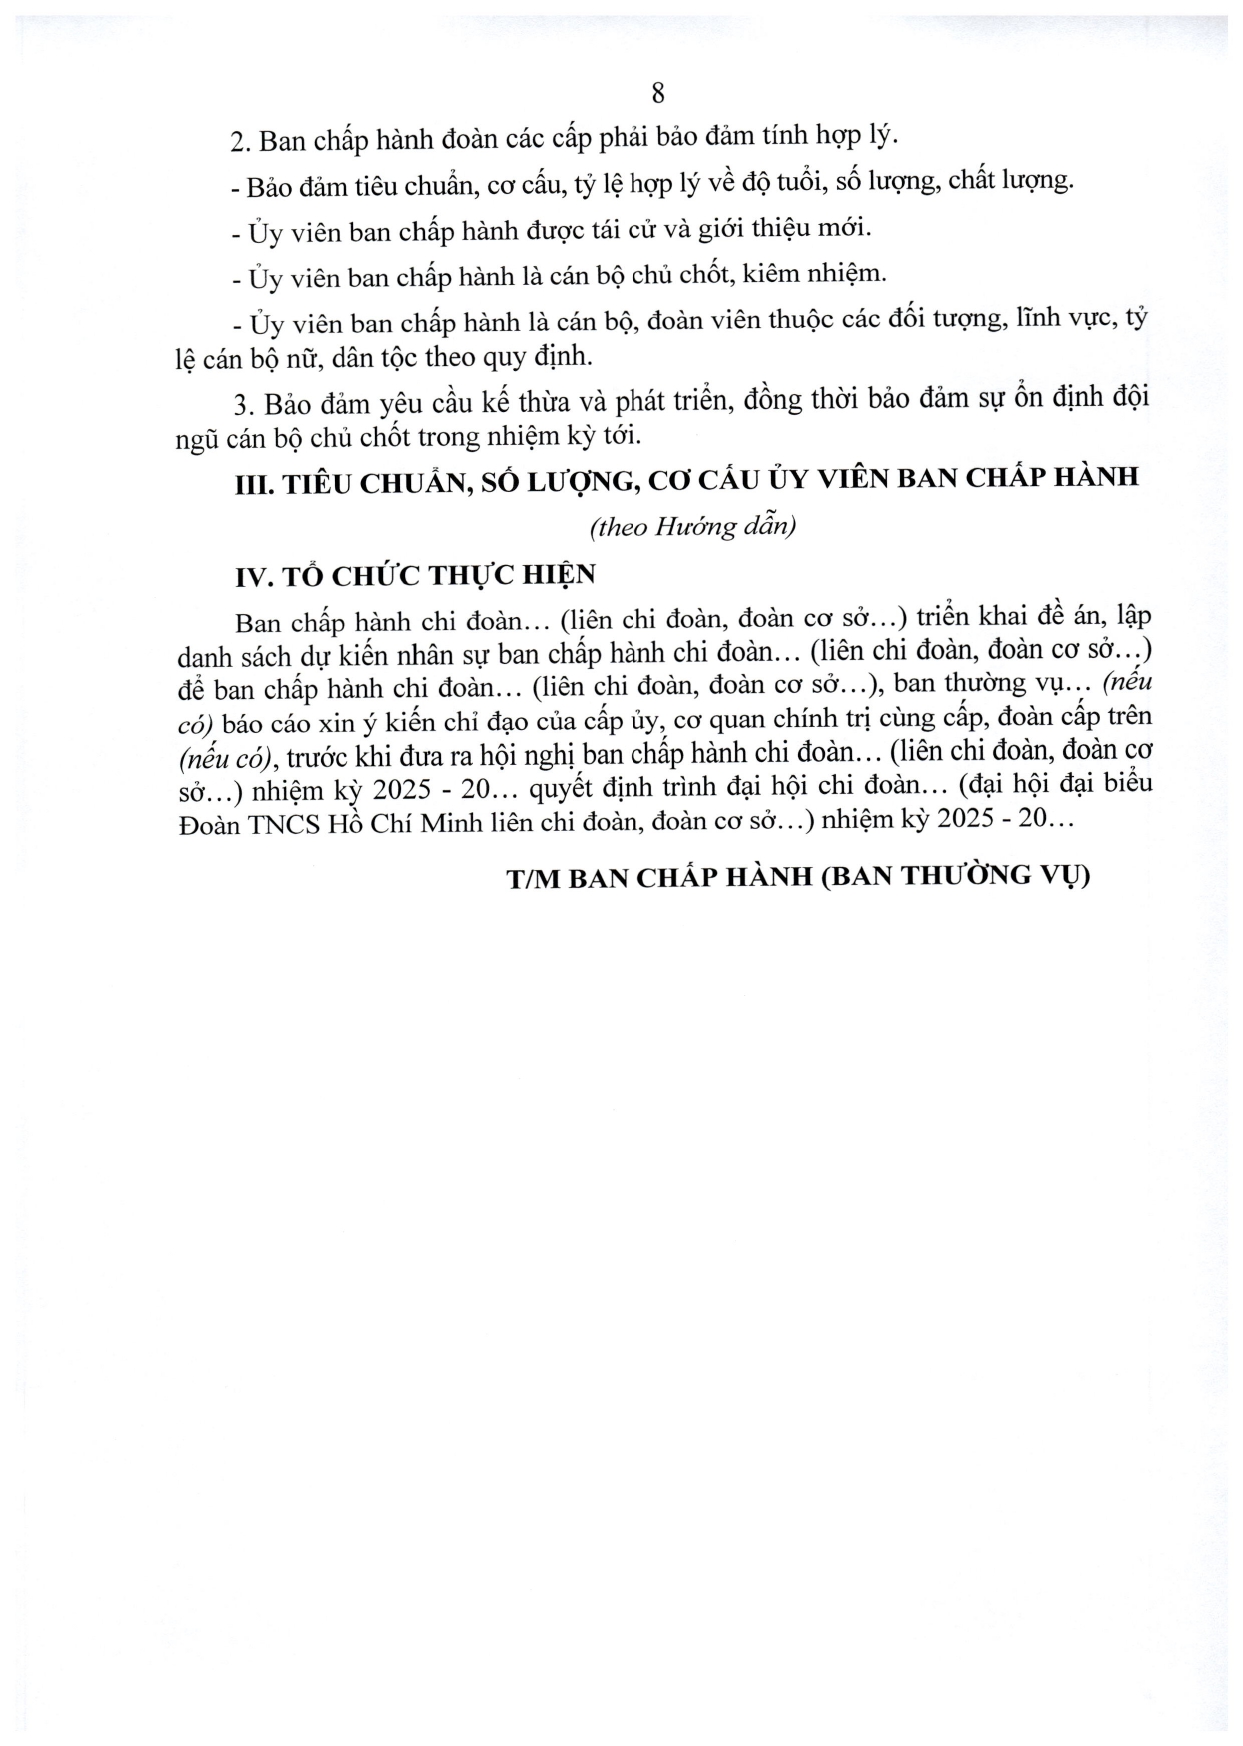 8
2. Ban chấp hành đoàn các cấp phải bảo đảm tính hợp lý.
- Bảo đảm tiêu chuẩn, cơ cấu, tỷ lệ hợp lý về độ tuổi, số lượng, chất lượng.
- Ủy viên ban chấp hành được tái cử và giới thiệu mới.
- Ủy viên ban chấp hành là cán bộ chủ chốt, kiêm nhiệm.
- Ủy viên ban chấp hành là cán bộ, đoàn viên thuộc các đối tượng, lĩnh vực, tỷ
lệ cán bộ nữ, dân tộc theo quy định.
3. Bảo đảm yêu cầu kế thừa và phát triển, đồng thời bảo đảm sự ổn định đội
ngũ cán bộ chủ chốt trong nhiệm kỳ tới.
III. TIÊU CHUẨN, SỐ LƯỢNG, CƠ CẤU ỦY VIÊN BAN CHẤP HÀNH
(theo Hướng dẫn)
IV. TỔ CHỨC THỰC HIỆN
Ban chấp hành chi đoàn… (liên chi đoàn, đoàn cơ sở…) triển khai đề án, lập
danh sách dự kiến nhân sự ban chấp hành chi đoàn… (liên chi đoàn, đoàn cơ sở…)
để ban chấp hành chi đoàn… (liên chi đoàn, đoàn cơ sở…), ban thường vụ… (nếu
có) báo cáo xin ý kiến chỉ đạo của cấp ủy, cơ quan chính trị cùng cấp, đoàn cấp trên
(nếu có), trước khi đưa ra hội nghị ban chấp hành chi đoàn… (liên chi đoàn, đoàn cơ
sở…) nhiệm kỳ 2025 - 20… quyết định trình đại hội chi đoàn… (đại hội đại biểu
Đoàn TNCS Hồ Chí Minh liên chi đoàn, đoàn cơ sở…) nhiệm kỳ 2025 - 20…
T/M BAN CHẤP HÀNH (BAN THƯỜNG VỤ)